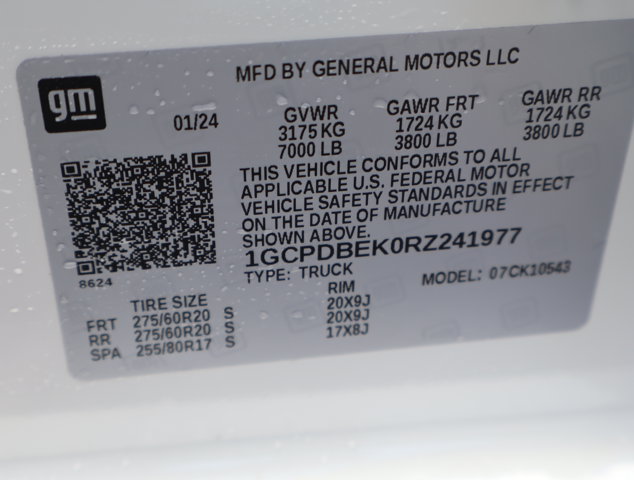 gm
MFD BY GENERAL MOTORS LLC
01/24
GVWR
3175 KG
7000 LB
GAWR FRT
1724 KG
3800 LB
GAWR RR
1724 KG
3800 LB
THIS VEHICLE CONFORMS TO ALL
APPLICABLE U.S. FEDERAL MOTOR
VEHICLE SAFETY STANDARDS IN EFFECT
ON THE DATE OF MANUFACTURE
SHOWN ABOVE.
1GCPDBEK0RZ241977
TYPE: TRUCK
MODEL: 07CK10543
8624
TIRE SIZE
RIM
FRT 275/60R20 S 20X9J
RR 275/60R20 S 20X9J
SPA 255/80R17 S 17X8J